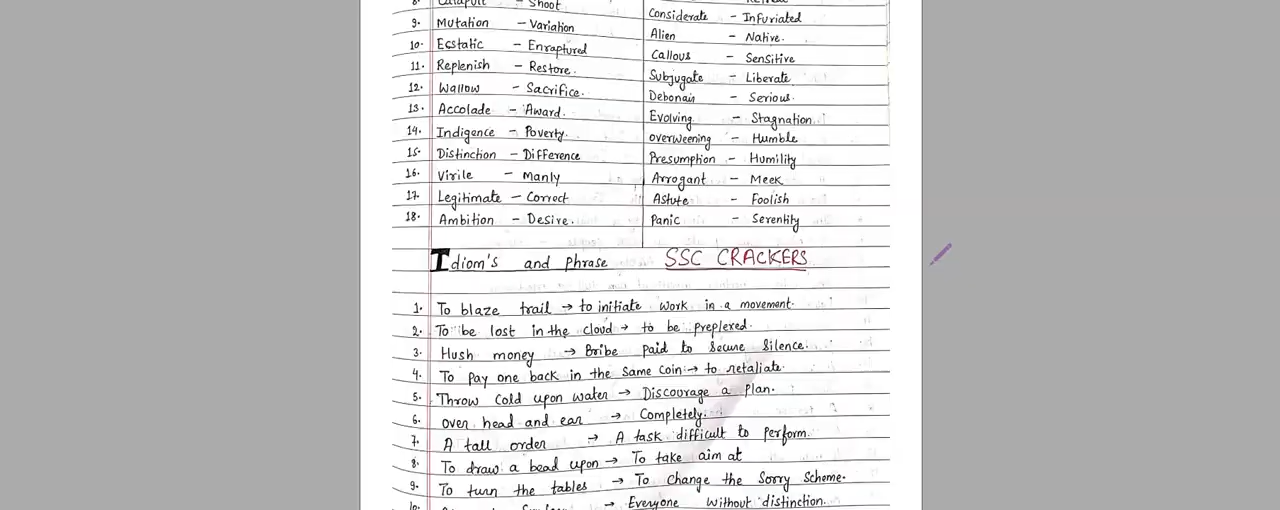 8. Catapult - Shoot
9. Mutation - Variation
10. Ecstatic - Enraptured
11. Replenish - Restore.
12. Wallow - Sacrifice.
13. Accolade - Award.
14. Indigence - Poverty.
15. Distinction - Difference
16. Virile - Manly
17. Legitimate - Correct
18. Ambition - Desire.
Considerate - Infuriated
Alien - Native.
Callous - Sensitive
Subjugate - Liberate
Debonair - Serious.
Evolving - Stagnation
overweening - Humble
Presumption - Humility
Arrogant - Meek
Astute - Foolish
Panic - Serentity
Idiom's and phrase SSC CRACKERS
1. To blaze trail → to initiate work in a movement.
2. To be lost in the cloud → to be preplexed.
3. Hush money → Bribe paid to Secure Silence.
4. To pay one back in the same coin → to retaliate.
5. Throw cold upon water → Discourage a plan.
6. over head and ear → Completely.
7. A tall order → A task difficult to perform.
8. To draw a bead upon → To take aim at
9. To turn the tables → To change the Sorry Scheme.
10. → Everyone without distinction.